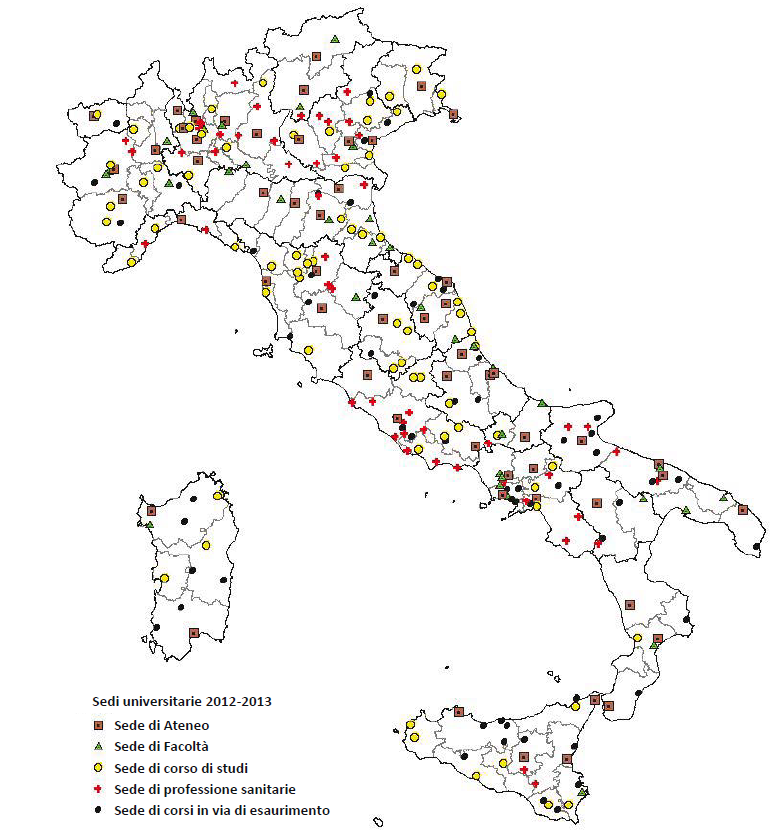 Sedi universitarie 2012-2013
Sede di Ateneo
Sede di Facoltà
Sede di corso di studi
Sede di professione sanitarie
Sede di corsi in via di esaurimento